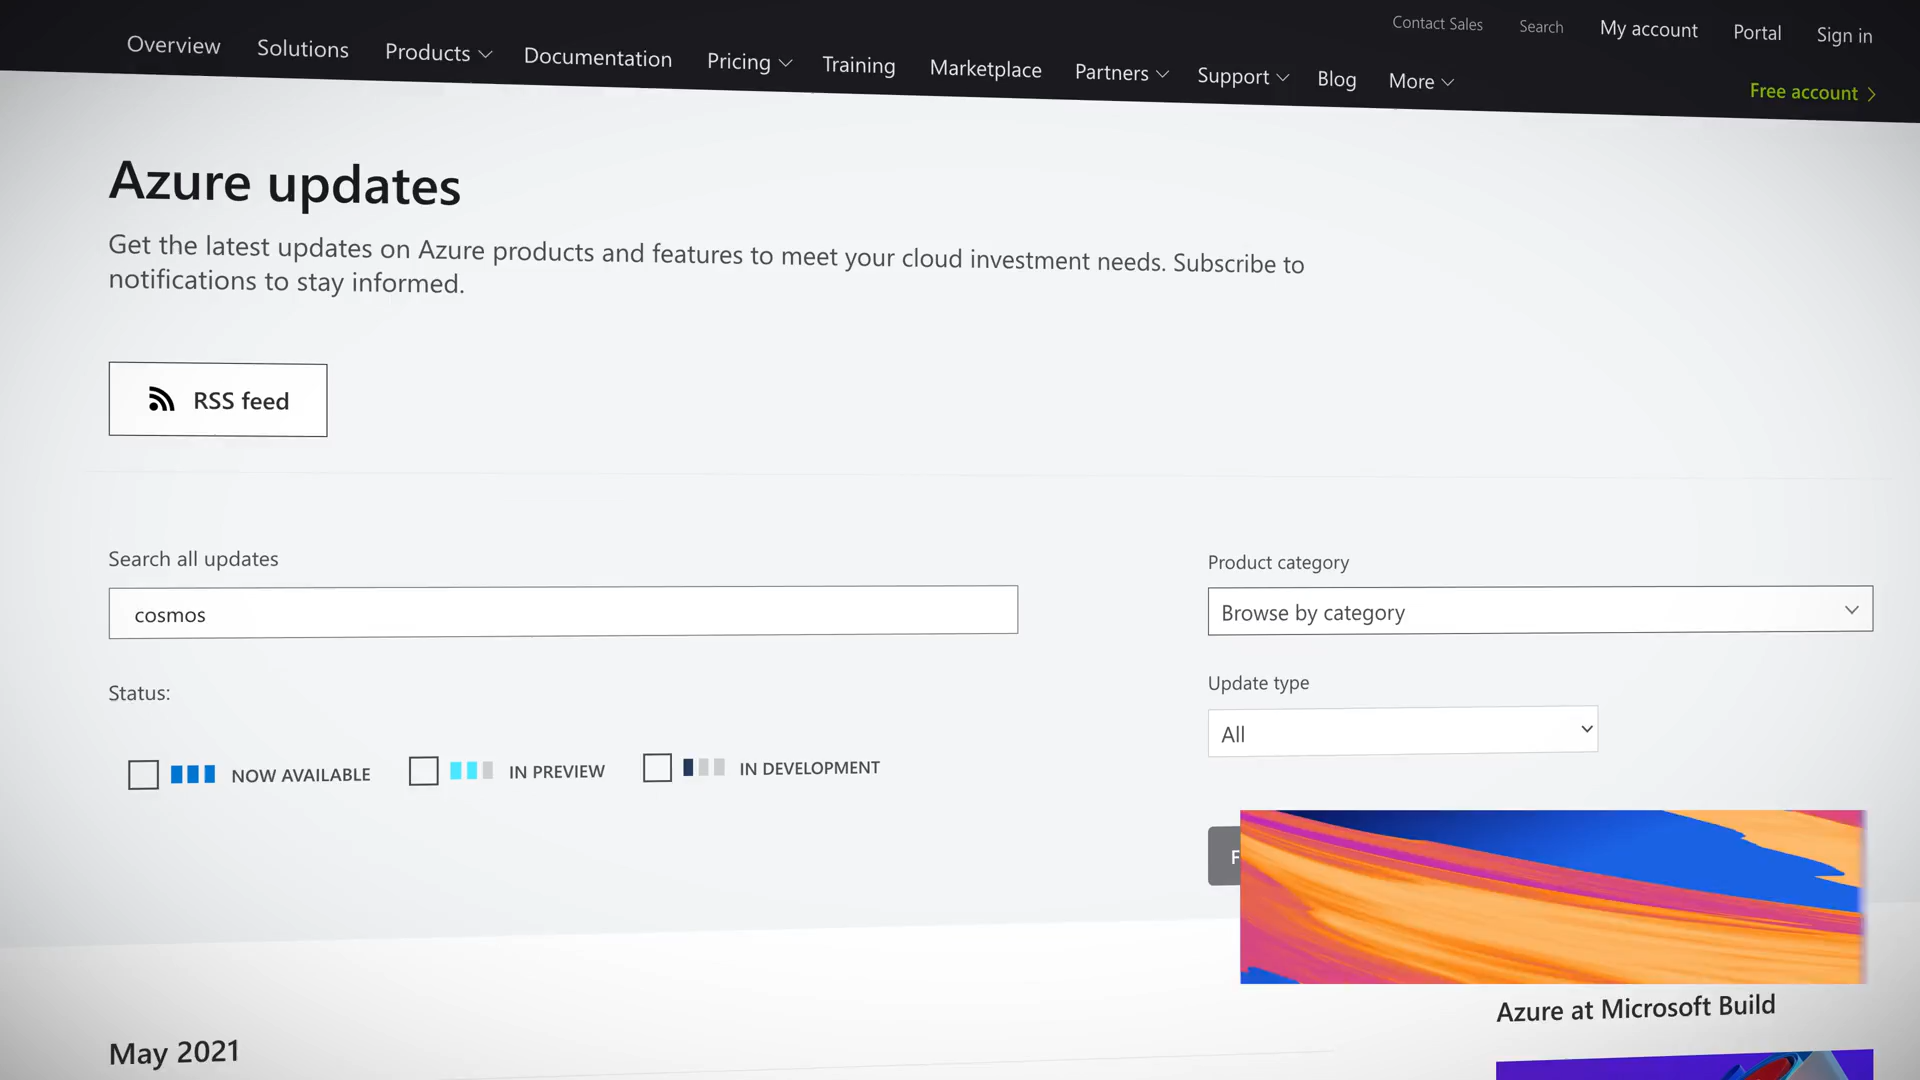 Contact Sales Search My account Portal Sign in
Overview Solutions Products Documentation Pricing Training Marketplace Partners Support Blog More
Free account
Azure updates
Get the latest updates on Azure products and features to meet your cloud investment needs. Subscribe to
notifications to stay informed.
RSS feed
Search all updates
cosmos
Status:
NOW AVAILABLE IN PREVIEW IN DEVELOPMENT
Product category
Browse by category
Update type
All
Azure at Microsoft Build
May 2021